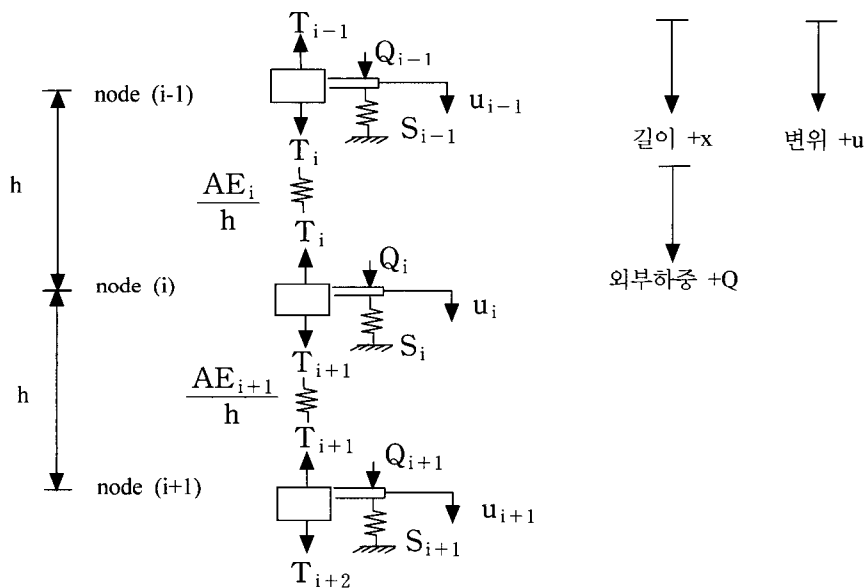 T_{i-1}
Q_{i-1}
node (i-1)
u_{i-1}
S_{i-1}
길이 +x
변위 +u
T_i
h
AE_i
h
T_i
외부하중 +Q
node (i)
Q_i
u_i
S_i
T_{i+1}
h
AE_{i+1}
h
T_{i+1}
Q_{i+1}
node (i+1)
u_{i+1}
S_{i+1}
T_{i+2}